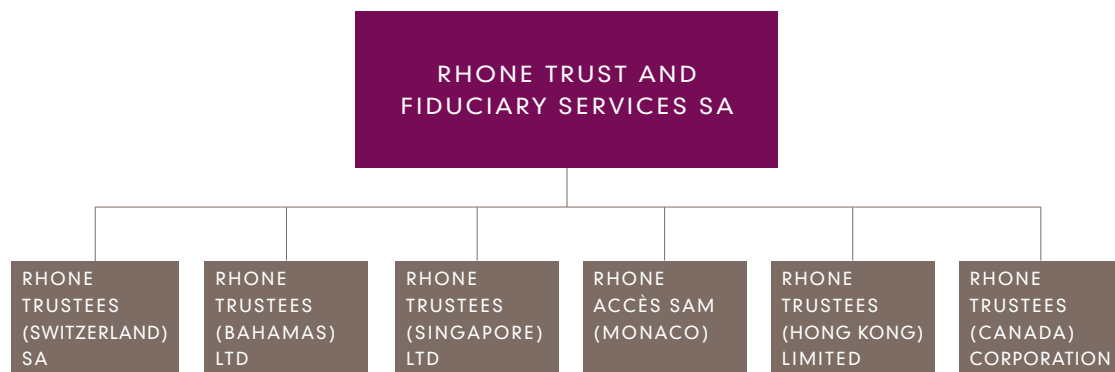 RHONE TRUST AND
FIDUCIARY SERVICES SA
RHONE
TRUSTEES
(SWITZERLAND)
SA
RHONE
TRUSTEES
(BAHAMAS)
LTD
RHONE
TRUSTEES
(SINGAPORE)
LTD
RHONE
ACCÈS SAM
(MONACO)
RHONE
TRUSTEES
(HONG KONG)
LIMITED
RHONE
TRUSTEES
(CANADA)
CORPORATION